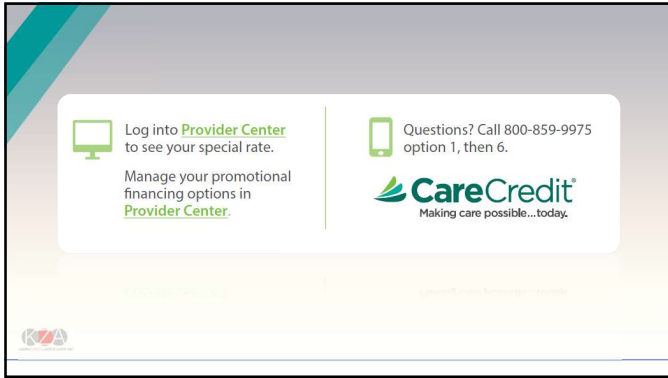 Log into Provider Center
to see your special rate.
Manage your promotional
financing options in
Provider Center.
Questions? Call 800-859-9975
option 1, then 6.
CareCredit®
Making care possible...today.
KZA